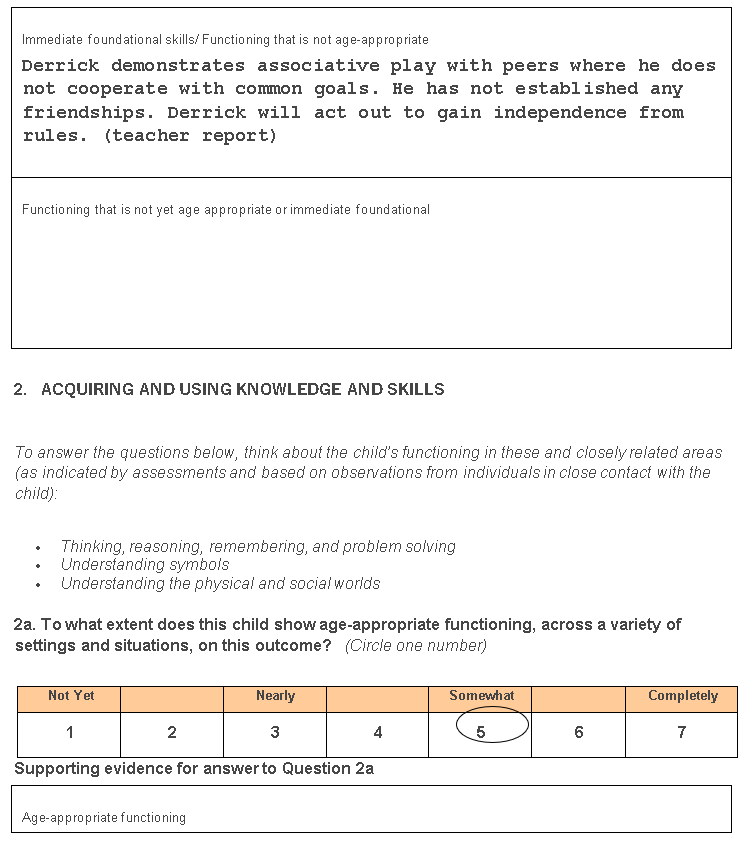 Immediate foundational skills/ Functioning that is not age-appropriate
Derrick demonstrates associative play with peers where he does
not cooperate with common goals. He has not established any
friendships. Derrick will act out to gain independence from
rules. (teacher report)
Functioning that is not yet age appropriate or immediate foundational
2. ACQUIRING AND USING KNOWLEDGE AND SKILLS
To answer the questions below, think about the child's functioning in these and closely related areas
(as indicated by assessments and based on observations from individuals in close contact with the
child):
• Thinking, reasoning, remembering, and problem solving
• Understanding symbols
• Understanding the physical and social worlds
2a. To what extent does this child show age-appropriate functioning, across a variety of
settings and situations, on this outcome? (Circle one number)
Not Yet Nearly Somewhat Completely
1 2 3 4 5 6 7
Supporting evidence for answer to Question 2a
Age-appropriate functioning